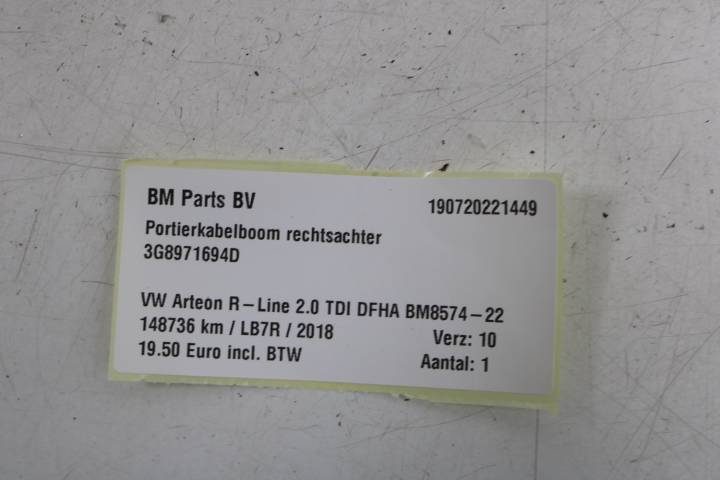 BM Parts BV 190720221449
Portierkabelboom rechtsachter
3G8971694D
VW Arteon R-Line 2.0 TDI DFHA BM8574-22
148736 km / LB7R / 2018 Verz: 10
19.50 Euro incl. BTW Aantal: 1